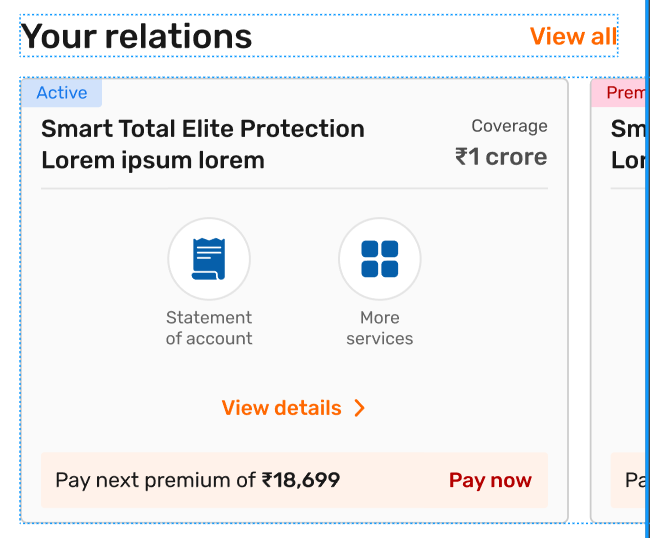 Your relations
View all
Active
Smart Total Elite Protection
Lorem ipsum lorem
Coverage
₹1 crore
Statement
of account
More
services
View details
Pay next premium of ₹18,699
Pay now